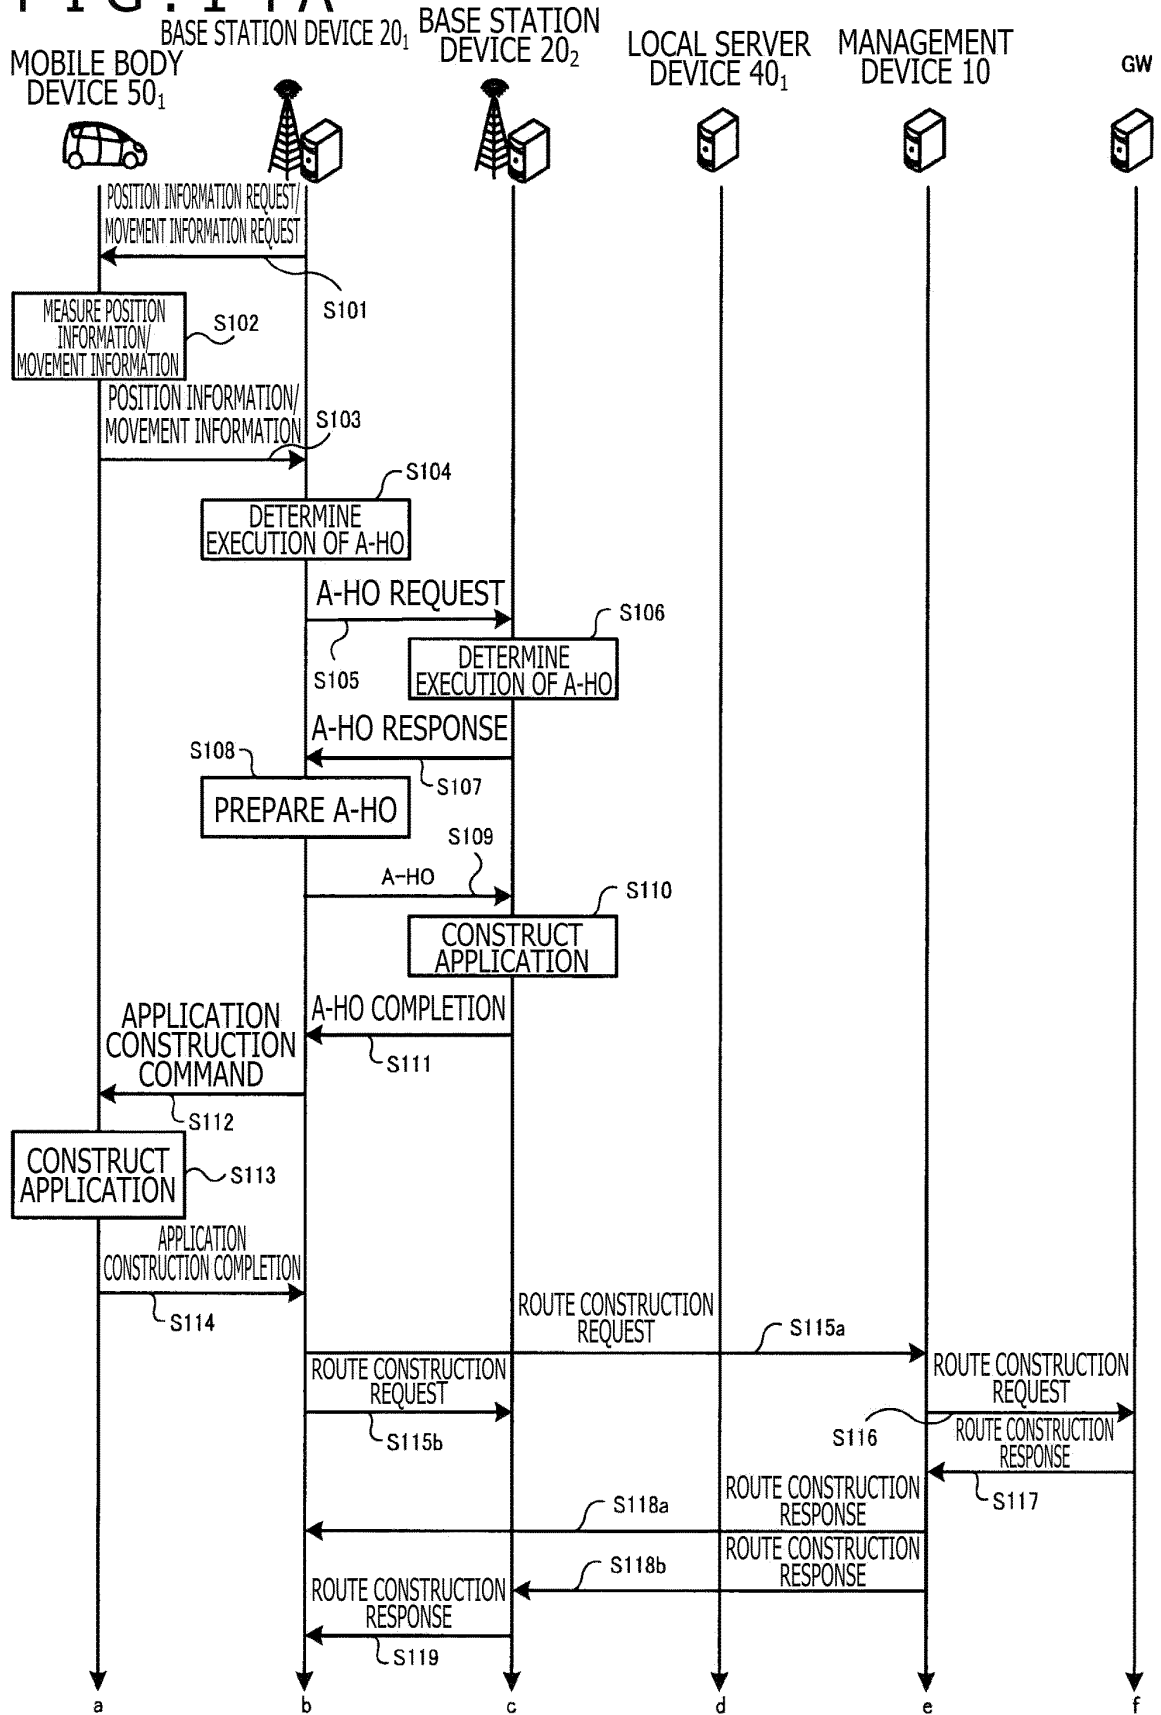 FIG.14A
BASE STATION DEVICE 20₁
BASE STATION
DEVICE 20₂
LOCAL SERVER
DEVICE 40₁
MANAGEMENT
DEVICE 10
GW
MOBILE BODY
DEVICE 50₁
POSITION INFORMATION REQUEST/
MOVEMENT INFORMATION REQUEST
S101
MEASURE POSITION
INFORMATION/
MOVEMENT INFORMATION
S102
POSITION INFORMATION/
MOVEMENT INFORMATION
S103
S104
DETERMINE
EXECUTION OF A-HO
A-HO REQUEST
S105
S106
DETERMINE
EXECUTION OF A-HO
A-HO RESPONSE
S107
S108
PREPARE A-HO
S109
A-HO
S110
CONSTRUCT
APPLICATION
A-HO COMPLETION
S111
APPLICATION
CONSTRUCTION
COMMAND
S112
CONSTRUCT
APPLICATION
S113
APPLICATION
CONSTRUCTION COMPLETION
S114
ROUTE CONSTRUCTION
REQUEST
S115a
ROUTE CONSTRUCTION
REQUEST
S115b
ROUTE CONSTRUCTION
REQUEST
S116
ROUTE CONSTRUCTION
RESPONSE
S117
ROUTE CONSTRUCTION
RESPONSE
S118a
ROUTE CONSTRUCTION
RESPONSE
S118b
ROUTE CONSTRUCTION
RESPONSE
S119
a
b
c
d
e
f